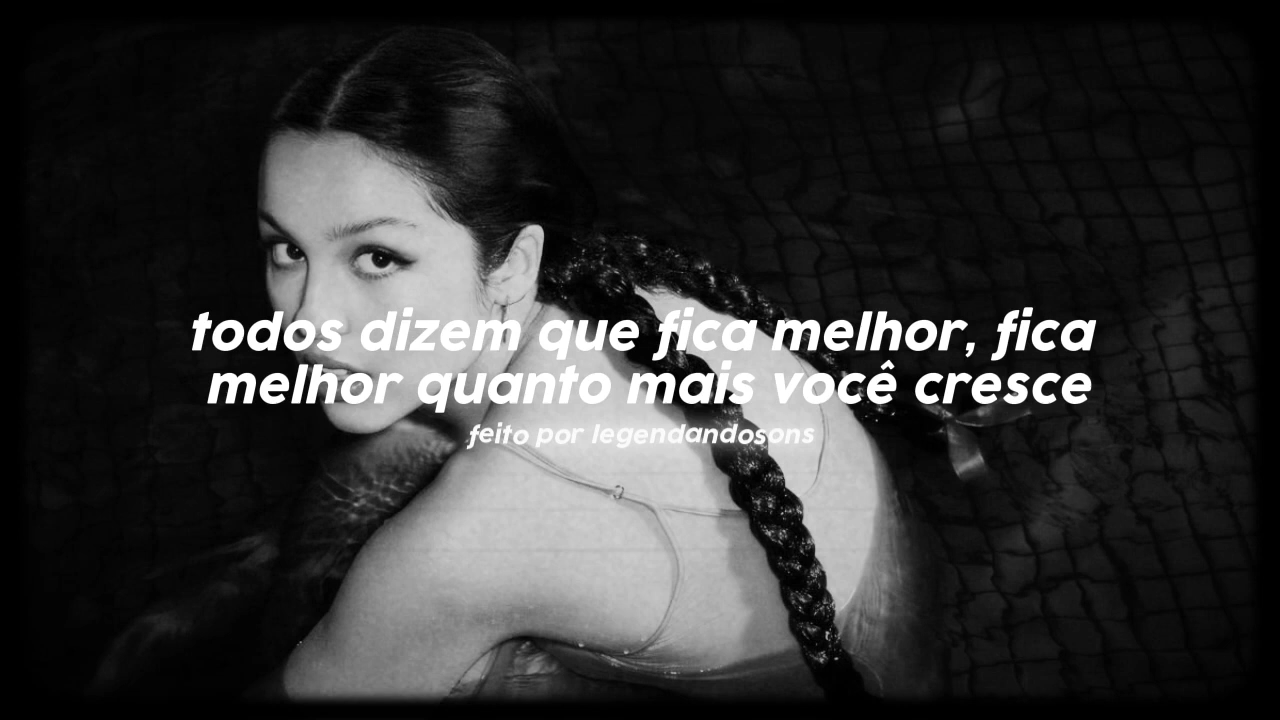 todos dizem que fica melhor, fica
melhor quanto mais você cresce
feito por legendandosons